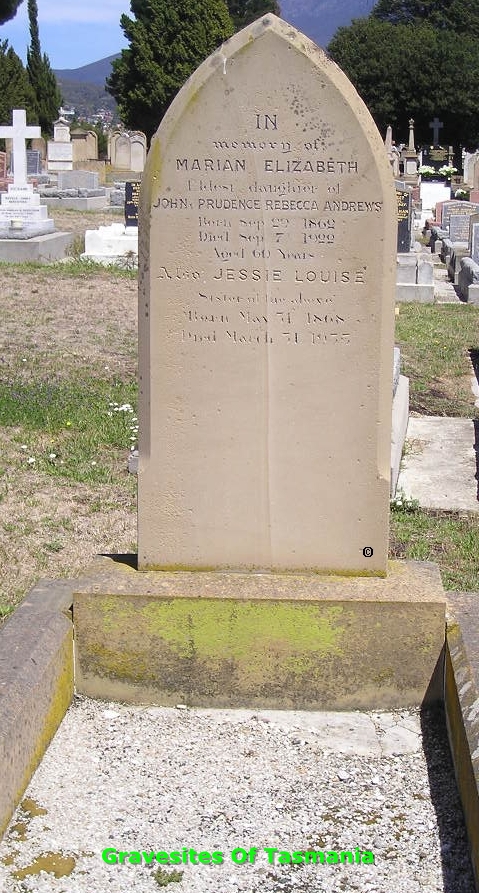 IN
memory of
MARIAN ELIZABETH
Eldest daughter of
JOHN & PRUDENCE REBECCA ANDREWS
Born Sep 29 1862
Died Sep 7 1922
Aged 60 Years
Also JESSIE LOUISE
Sister of the above
Born May 31 1868
Died March 31 1955
©
Gravesites Of Tasmania